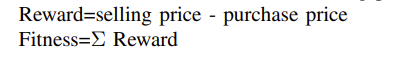 Reward=selling price - purchase price
Fitness=Σ Reward